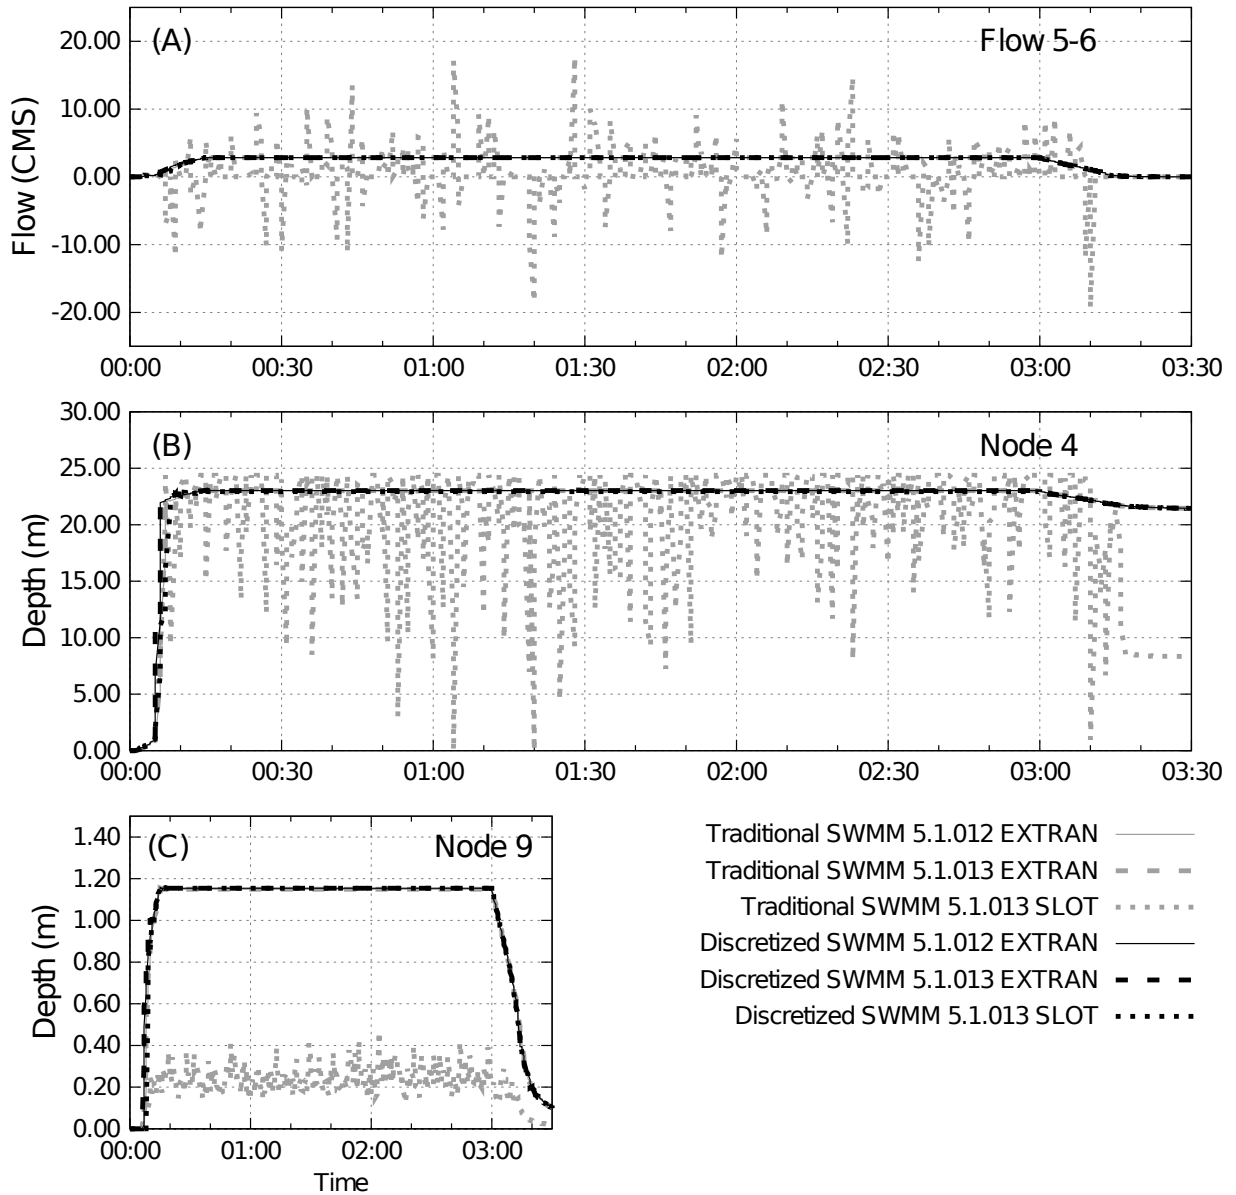 (A)
Flow 5-6
Flow (CMS)
20.00
10.00
0.00
-10.00
-20.00
00:00 00:30 01:00 01:30 02:00 02:30 03:00 03:30
(B)
Node 4
Depth (m)
30.00
25.00
20.00
15.00
10.00
5.00
0.00
00:00 00:30 01:00 01:30 02:00 02:30 03:00 03:30
(C)
Node 9
Depth (m)
1.40
1.20
1.00
0.80
0.60
0.40
0.20
0.00
00:00 01:00 02:00 03:00
Time
Traditional SWMM 5.1.012 EXTRAN
Traditional SWMM 5.1.013 EXTRAN
Traditional SWMM 5.1.013 SLOT
Discretized SWMM 5.1.012 EXTRAN
Discretized SWMM 5.1.013 EXTRAN
Discretized SWMM 5.1.013 SLOT